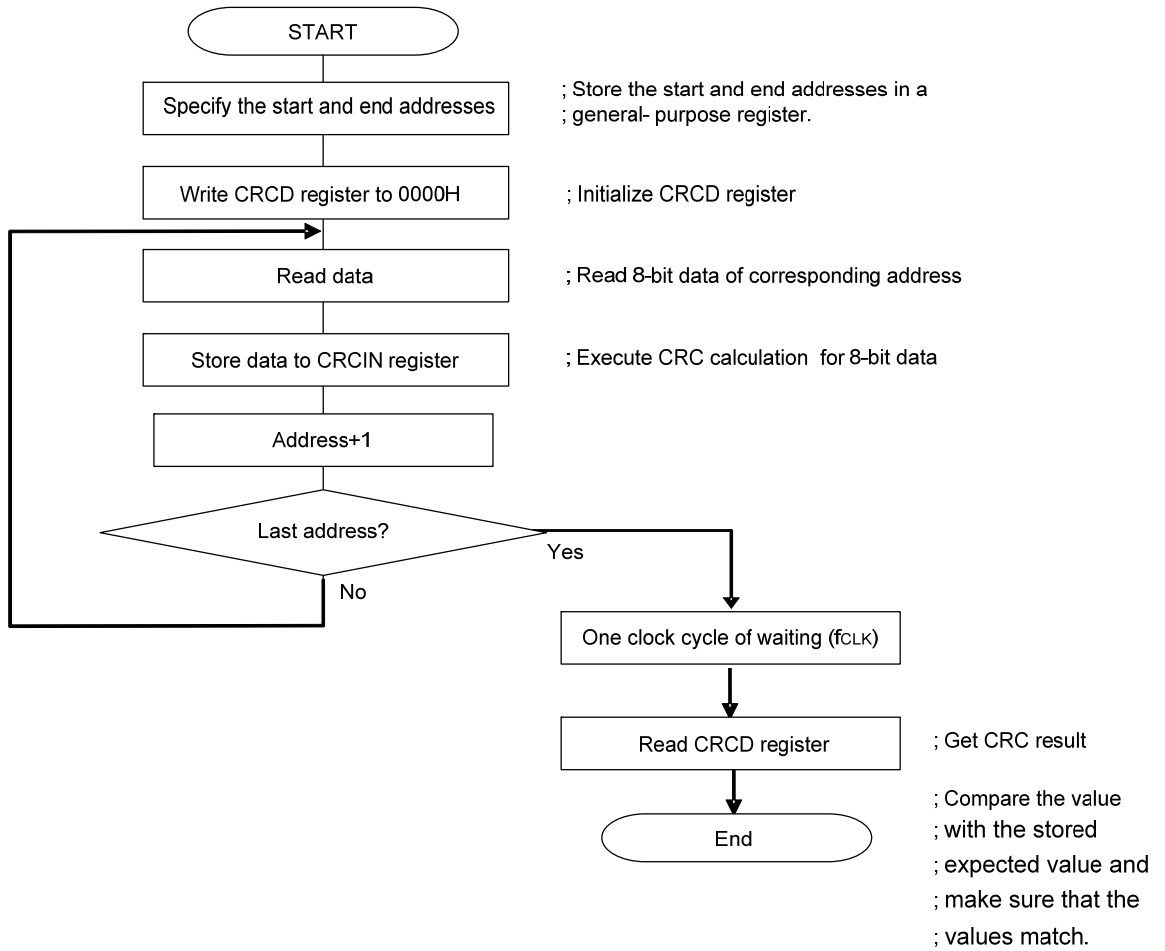 START
Specify the start and end addresses
; Store the start and end addresses in a
; general- purpose register.
Write CRCD register to 0000H
; Initialize CRCD register
Read data
; Read 8-bit data of corresponding address
Store data to CRCIN register
; Execute CRC calculation for 8-bit data
Address+1
Last address?
Yes
No
One clock cycle of waiting (fCLK)
Read CRCD register
; Get CRC result
End
; Compare the value
; with the stored
; expected value and
; make sure that the
; values match.